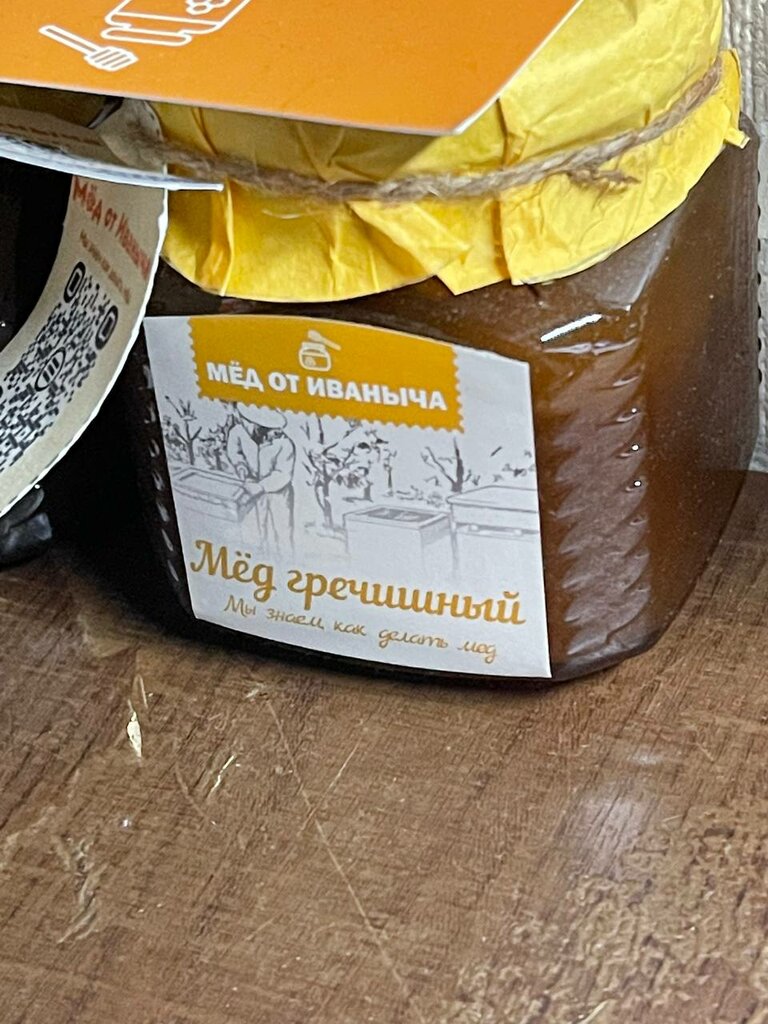 Мёд от Иваныча
МЁД ОТ ИВАНЫЧА
Мёд гречишный
Мы знаем, как делать мед